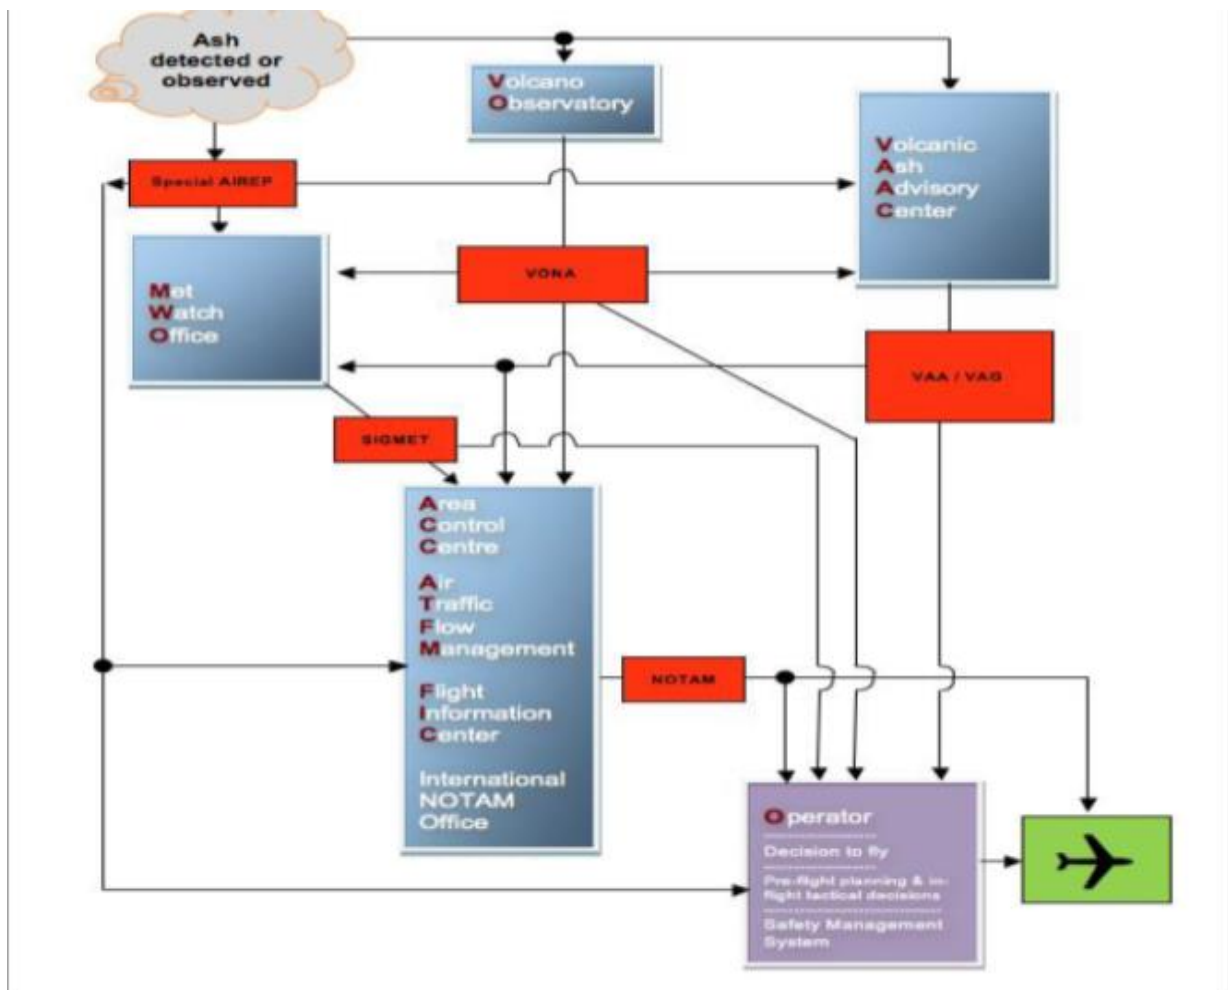 Ash
detected or
observed
Volcano
Observatory
Volcanic
Ash
Advisory
Center
Special AIREP
Met
Watch
Office
VONA
VAA / VAG
SIGMET
Area
Control
Centre
Air
Traffic
Flow
Management
Flight
Information
Center
International
NOTAM
Office
NOTAM
Operator
Decision to fly
Pre-flight planning & in-
flight tactical decisions
Safety Management
System